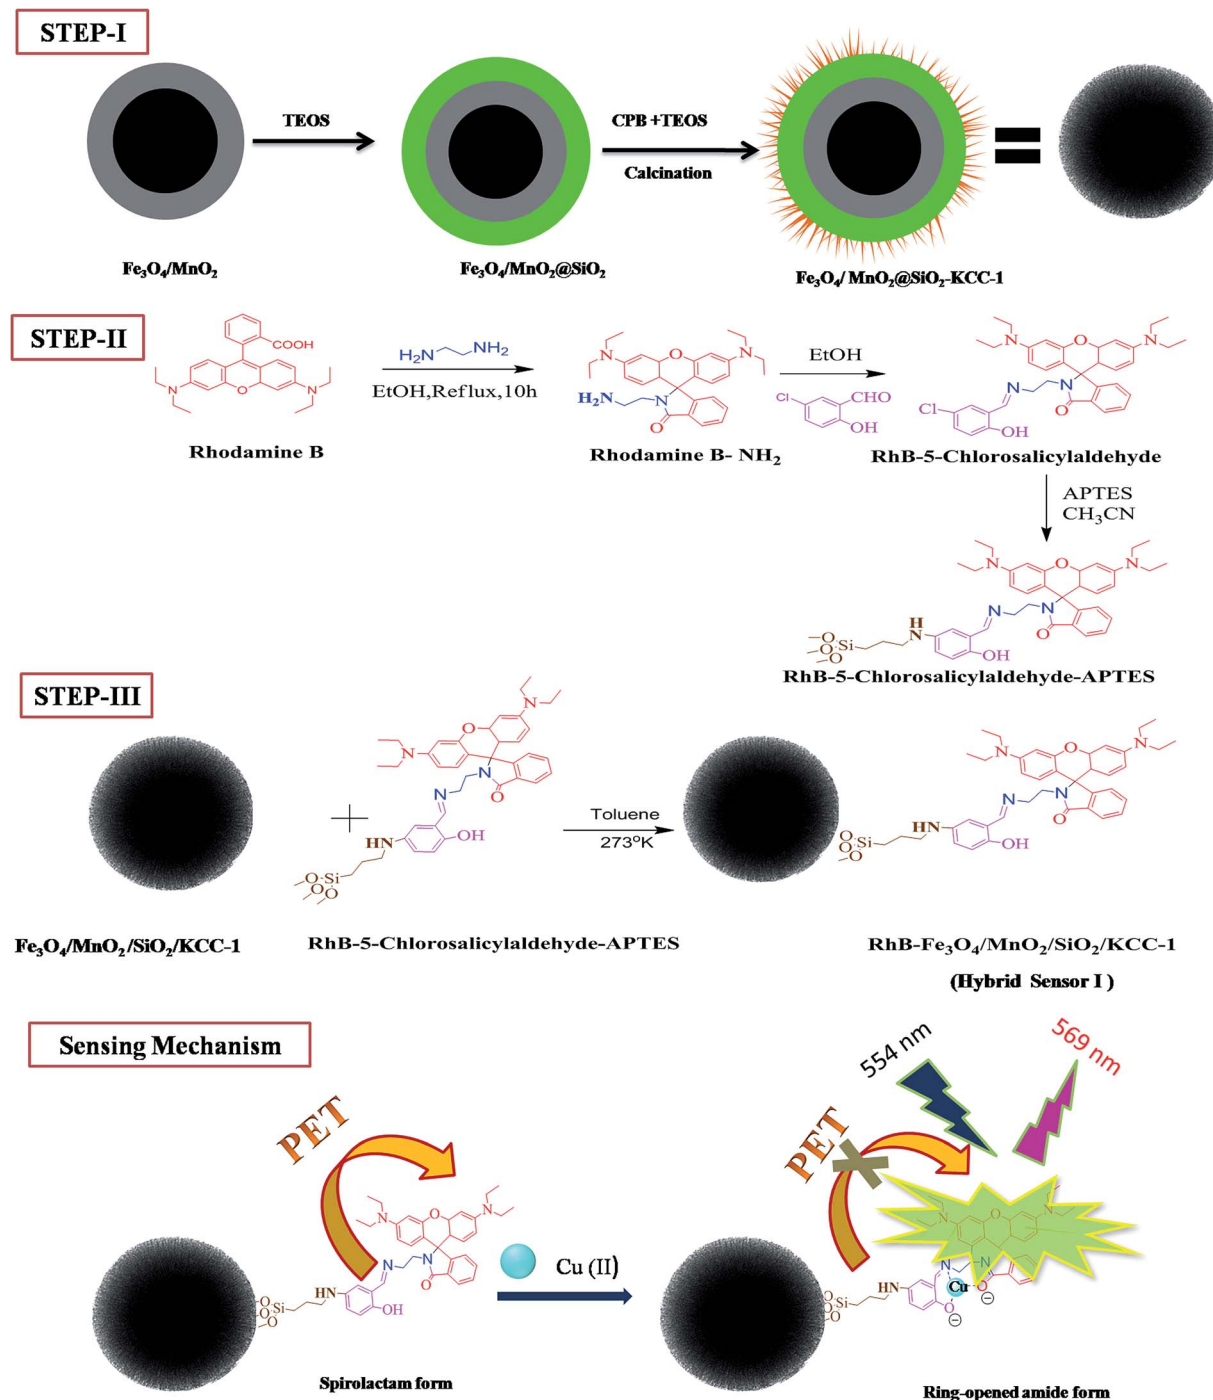 STEP-I
TEOS
CPB +TEOS
Calcination
Fe₃O₄/MnO₂
Fe₃O₄/MnO₂@SiO₂
Fe₃O₄/ MnO₂@SiO₂-KCC-1
STEP-II
COOH
N
O
N
Rhodamine B
H₂N
NH₂
EtOH,Reflux,10h
N
O
N
H₂N
N
O
Rhodamine B- NH₂
EtOH
Cl
CHO
OH
N
O
N
N
N
Cl
O
OH
RhB-5-Chlorosalicylaldehyde
APTES
CH₃CN
N
O
N
N
N
H
N
O
O
Si
O
O
OH
RhB-5-Chlorosalicylaldehyde-APTES
STEP-III
N
O
N
N
N
O
OH
HN
O
Si
O
O
Toluene
273°K
N
O
N
N
N
O
HN
O
Si
O
OH
Fe₃O₄/MnO₂/SiO₂/KCC-1
RhB-5-Chlorosalicylaldehyde-APTES
RhB-Fe₃O₄/MnO₂/SiO₂/KCC-1
(Hybrid Sensor I )
Sensing Mechanism
554 nm
569 nm
PET
PET
N
O
N
N
N
O
HN
O
Si
O
O
OH
Cu (II)
N
O
N
N
N
Cu
O
HN
O
Si
O
O
O
Spirolactam form
Ring-opened amide form